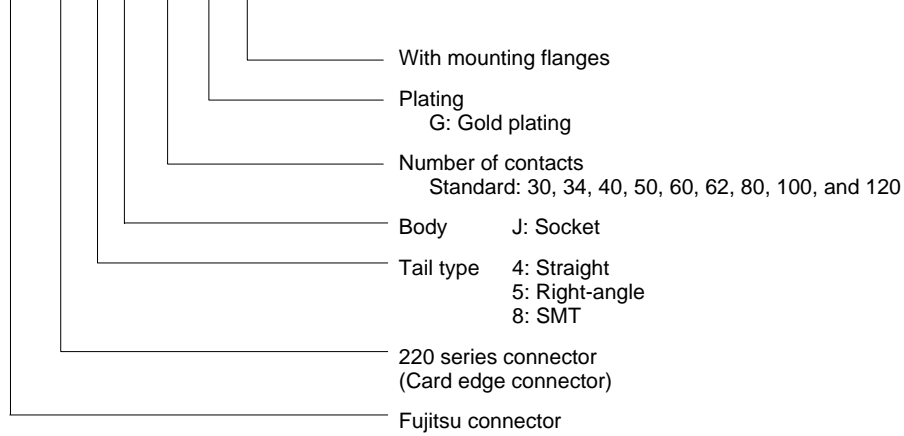 With mounting flanges
Plating
G: Gold plating
Number of contacts
Standard: 30, 34, 40, 50, 60, 62, 80, 100, and 120
Body J: Socket
Tail type 4: Straight
5: Right-angle
8: SMT
220 series connector
(Card edge connector)
Fujitsu connector